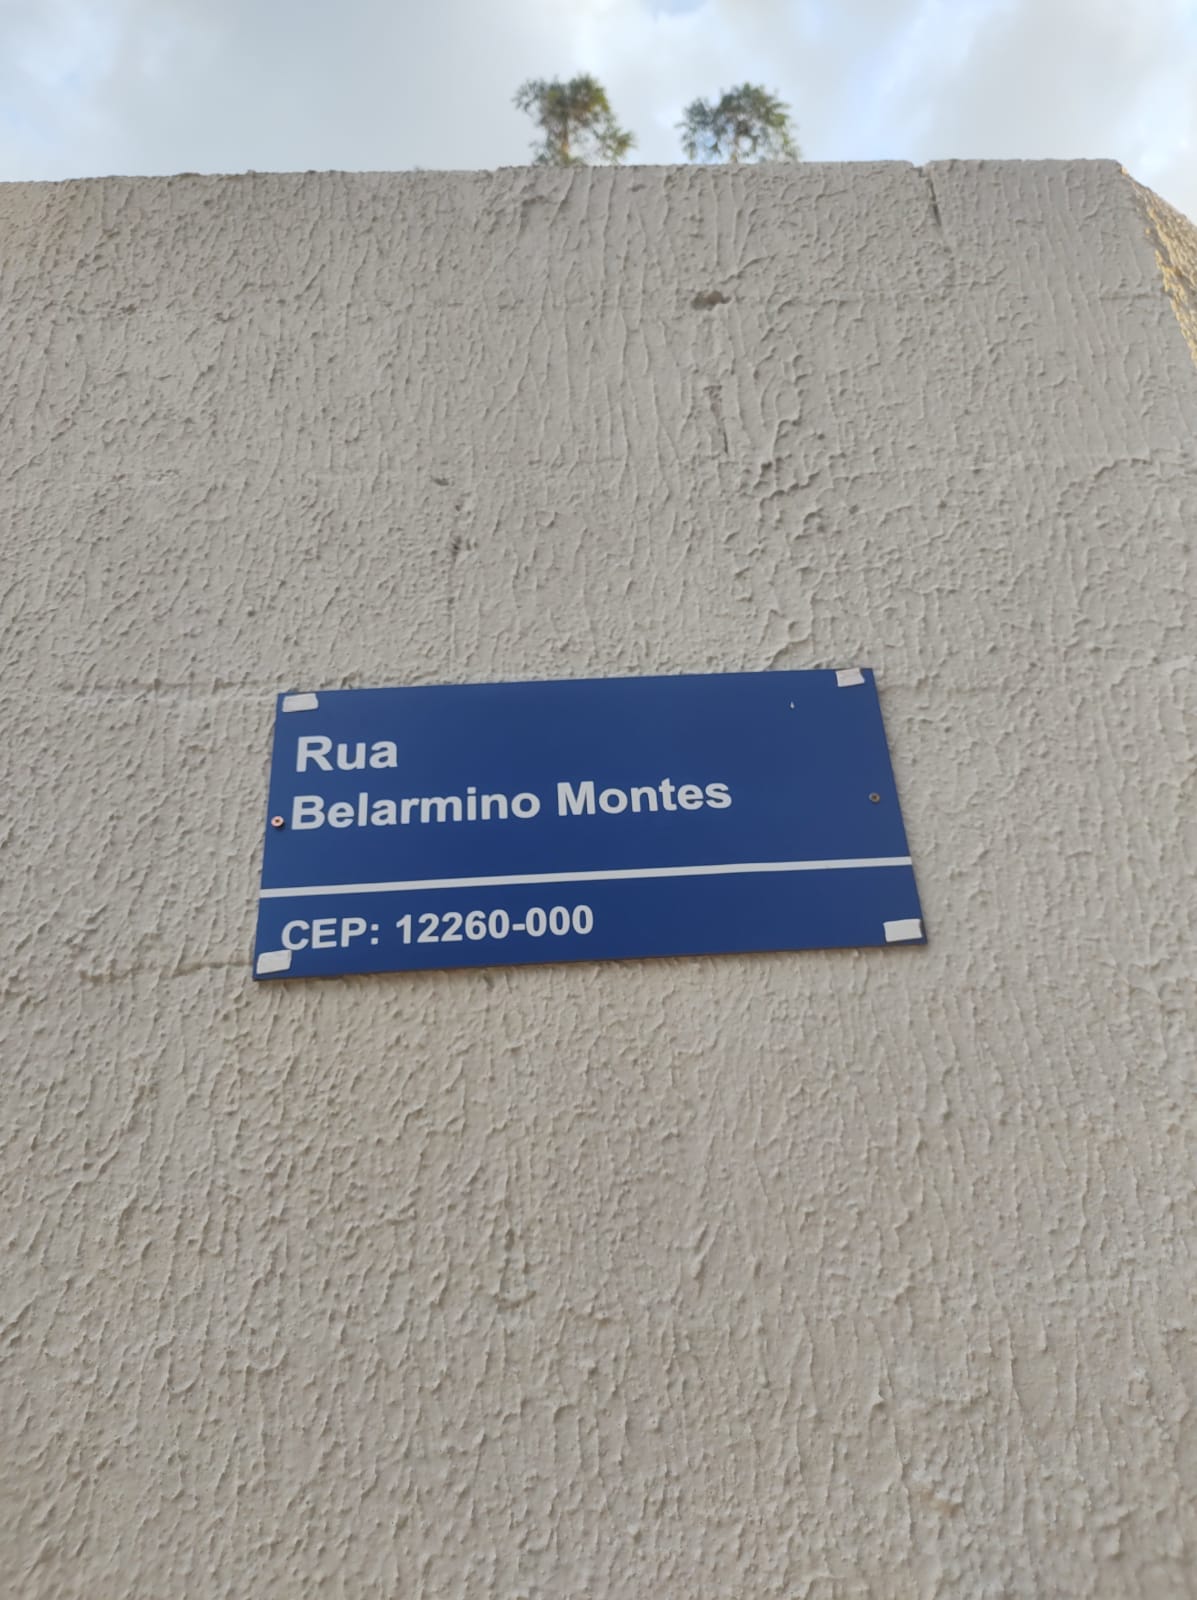 Rua
Belarmino Montes
CEP: 12260-000